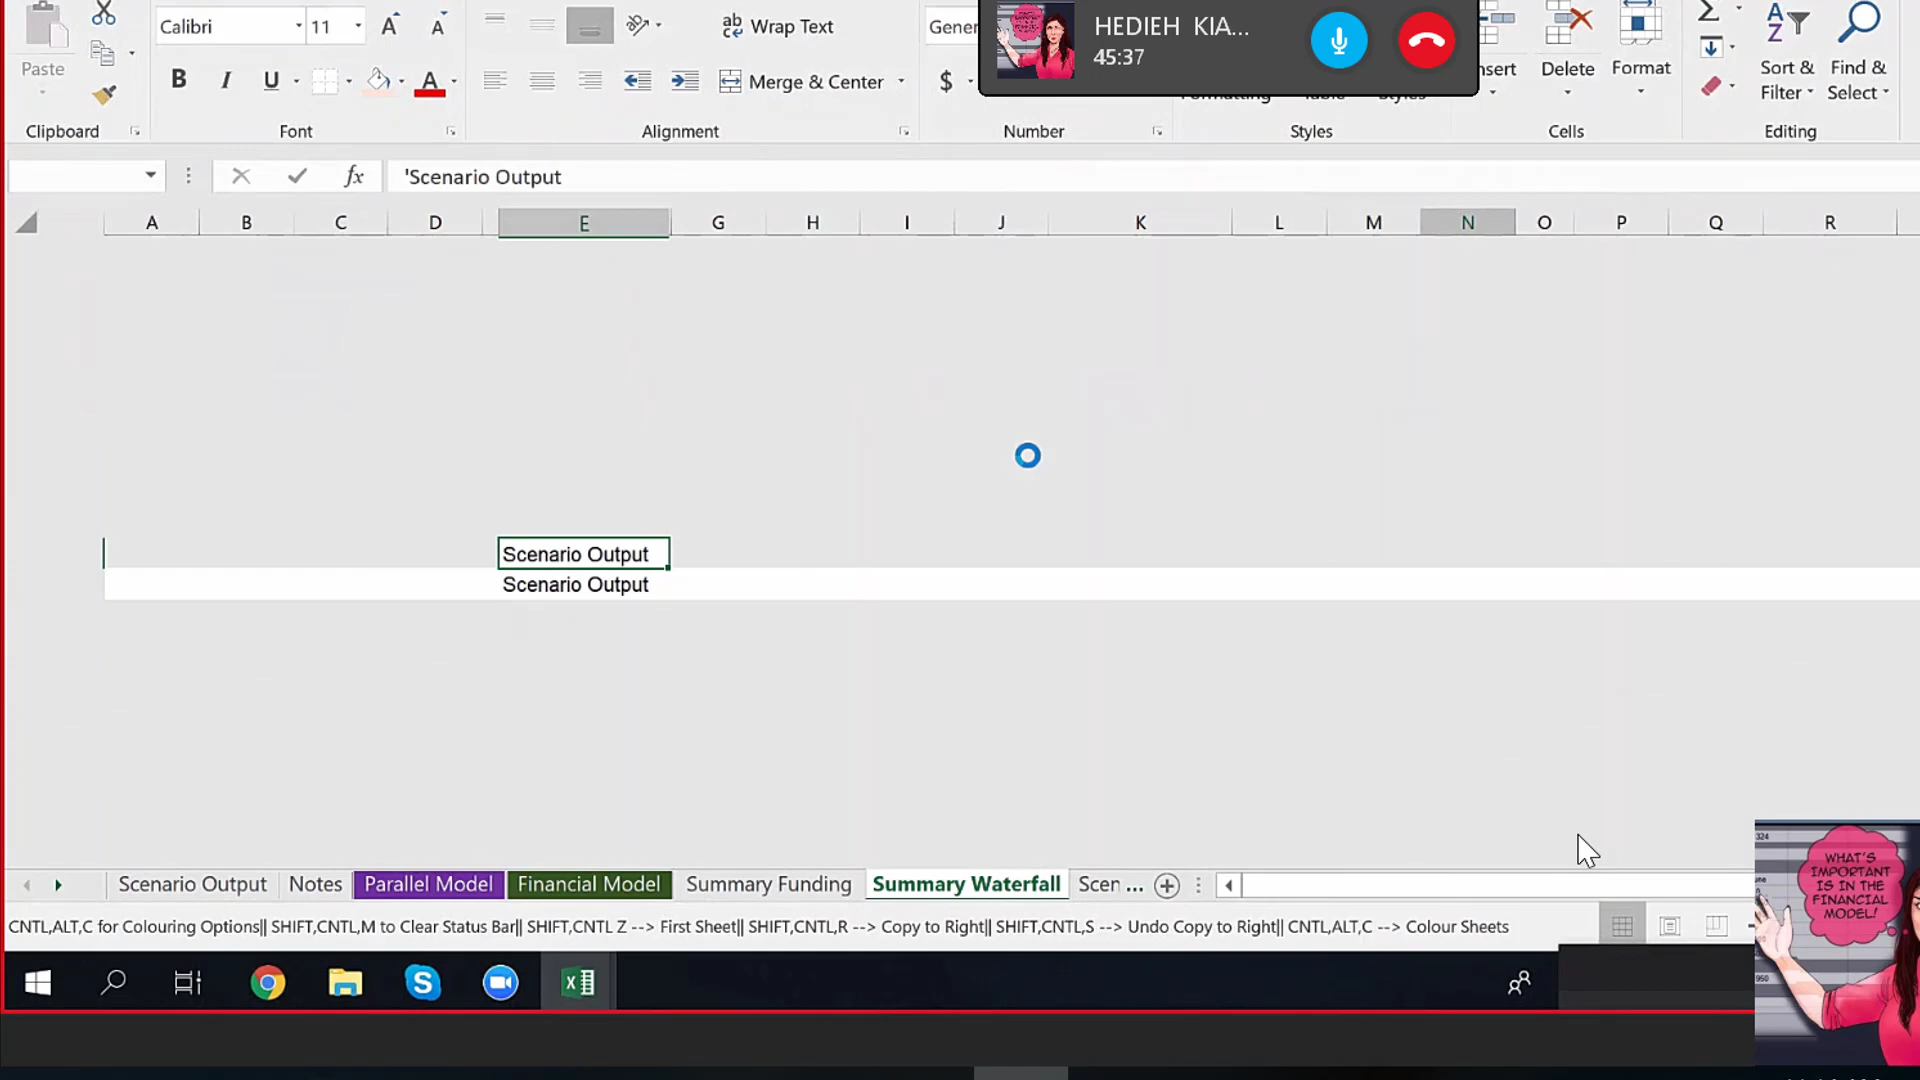 Calibri 11 Wrap Text Gener
HEDIEH KIA...
45:37
Paste B I U A Merge & Center $ Delete Format Sort & Filter Find & Select
Clipboard Font Alignment Number Styles Cells Editing
fx 'Scenario Output
A B C D E G H I J K L M N O P Q R
Scenario Output
Scenario Output
Scenario Output Notes Parallel Model Financial Model Summary Funding Summary Waterfall Scen ...
CNTL,ALT,C for Colouring Options|| SHIFT,CNTL,M to Clear Status Bar|| SHIFT,CNTL Z --> First Sheet|| SHIFT,CNTL,R --> Copy to Right|| SHIFT,CNTL,S --> Undo Copy to Right|| CNTL,ALT,C --> Colour Sheets
WHAT'S
IMPORTANT
IS IN THE
FINANCIAL
MODEL!